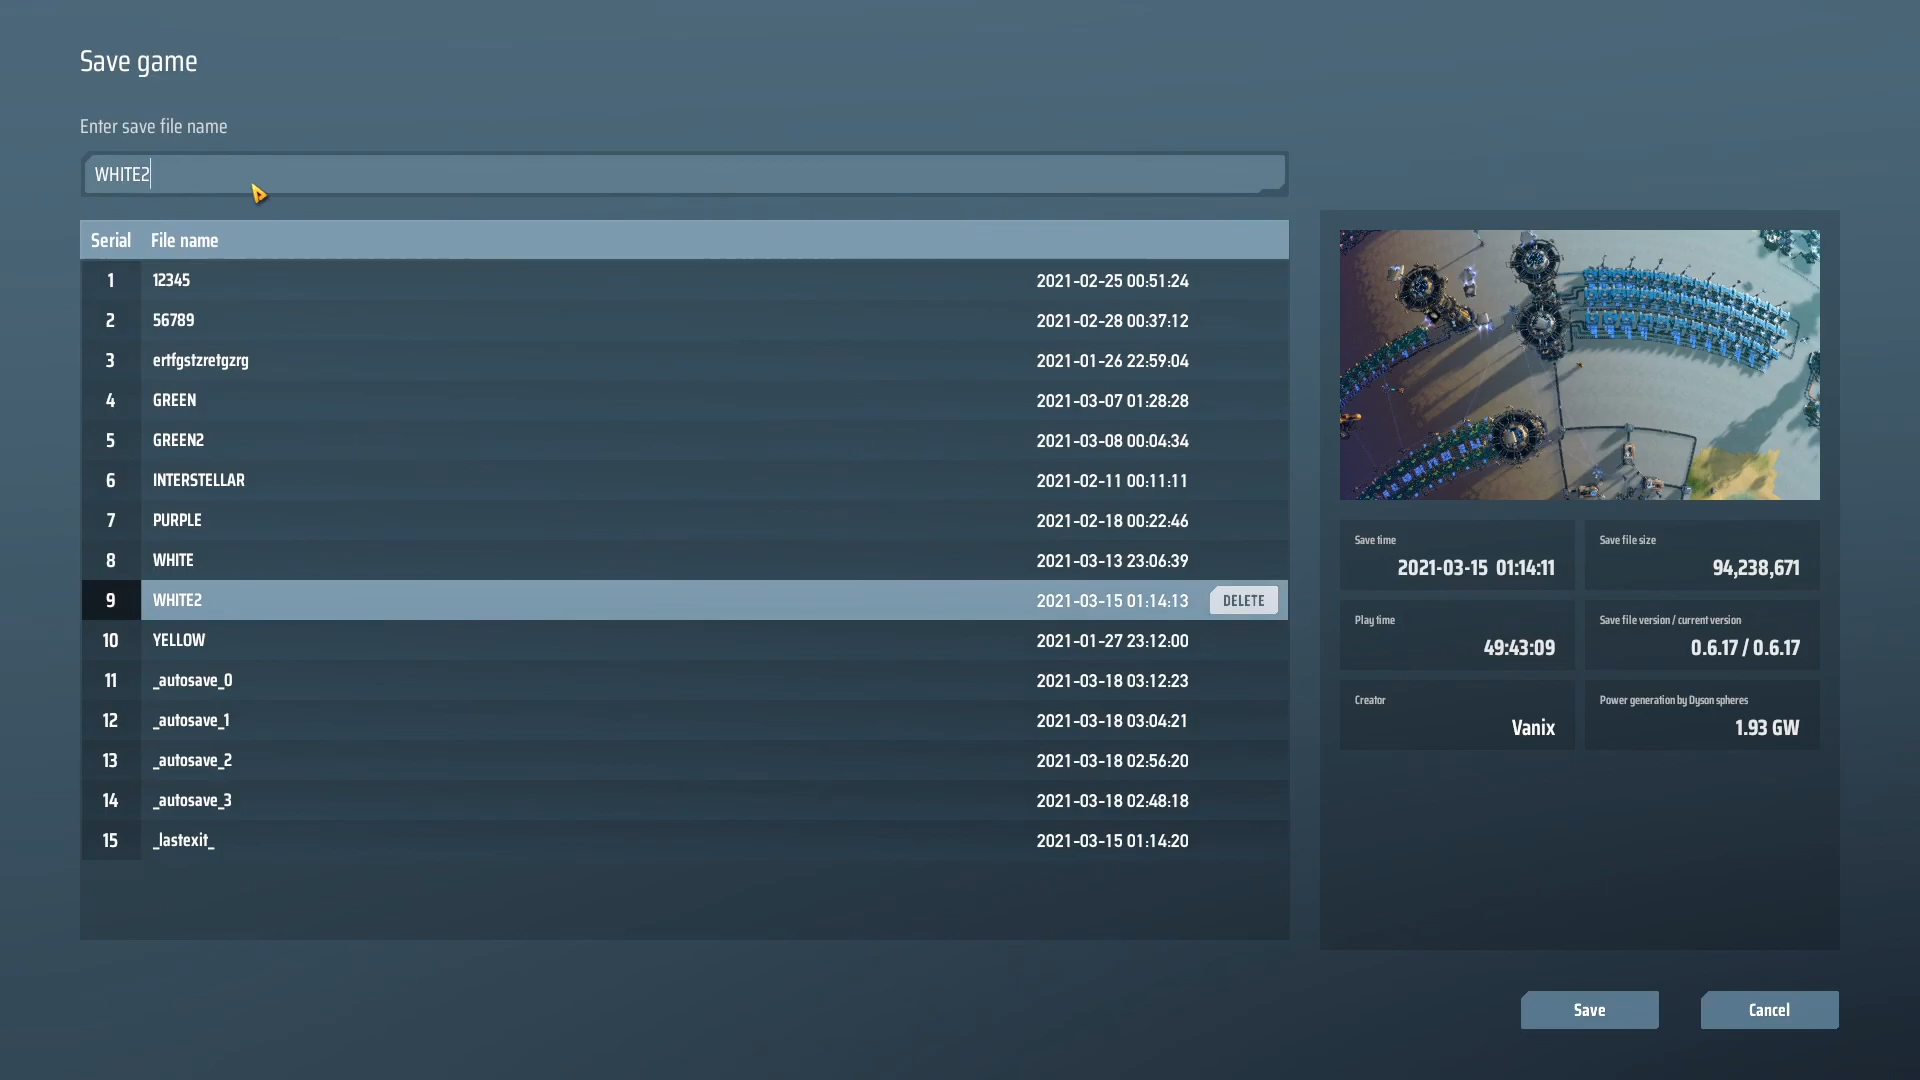 Save game
Enter save file name
WHITE2
Serial File name
1 12345 2021-02-25 00:51:24
2 56789 2021-02-28 00:37:12
3 ertfgstzretgzrg 2021-01-26 22:59:04
4 GREEN 2021-03-07 01:28:28
5 GREEN2 2021-03-08 00:04:34
6 INTERSTELLAR 2021-02-11 00:11:11
7 PURPLE 2021-02-18 00:22:46
8 WHITE 2021-03-13 23:06:39
9 WHITE2 2021-03-15 01:14:13 DELETE
10 YELLOW 2021-01-27 23:12:00
11 _autosave_0 2021-03-18 03:12:23
12 _autosave_1 2021-03-18 03:04:21
13 _autosave_2 2021-03-18 02:56:20
14 _autosave_3 2021-03-18 02:48:18
15 _lastexit_ 2021-03-15 01:14:20
Save time
2021-03-15 01:14:11
Save file size
94,238,671
Play time
49:43:09
Save file version / current version
0.6.17 / 0.6.17
Creator
Vanix
Power generation by Dyson spheres
1.93 GW
Save
Cancel